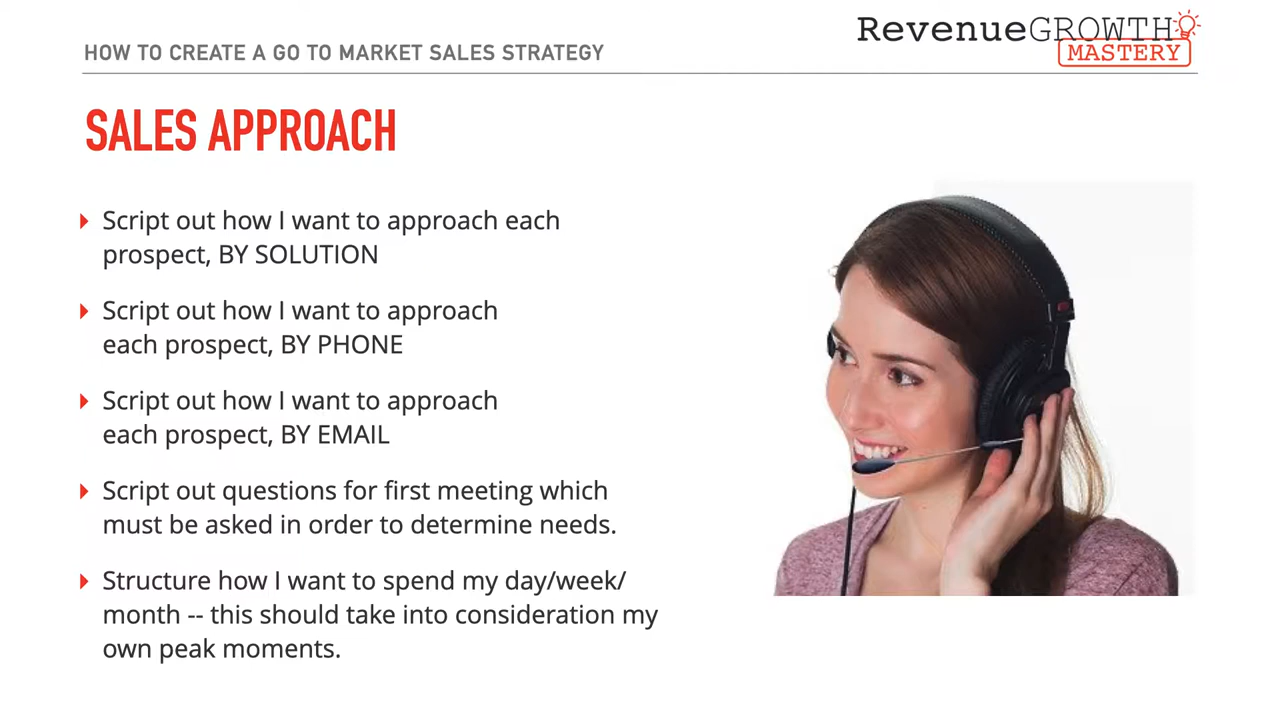 HOW TO CREATE A GO TO MARKET SALES STRATEGY
RevenueGROWTH
MASTERY
SALES APPROACH
Script out how I want to approach each
prospect, BY SOLUTION
Script out how I want to approach
each prospect, BY PHONE
Script out how I want to approach
each prospect, BY EMAIL
Script out questions for first meeting which
must be asked in order to determine needs.
Structure how I want to spend my day/week/
month -- this should take into consideration my
own peak moments.